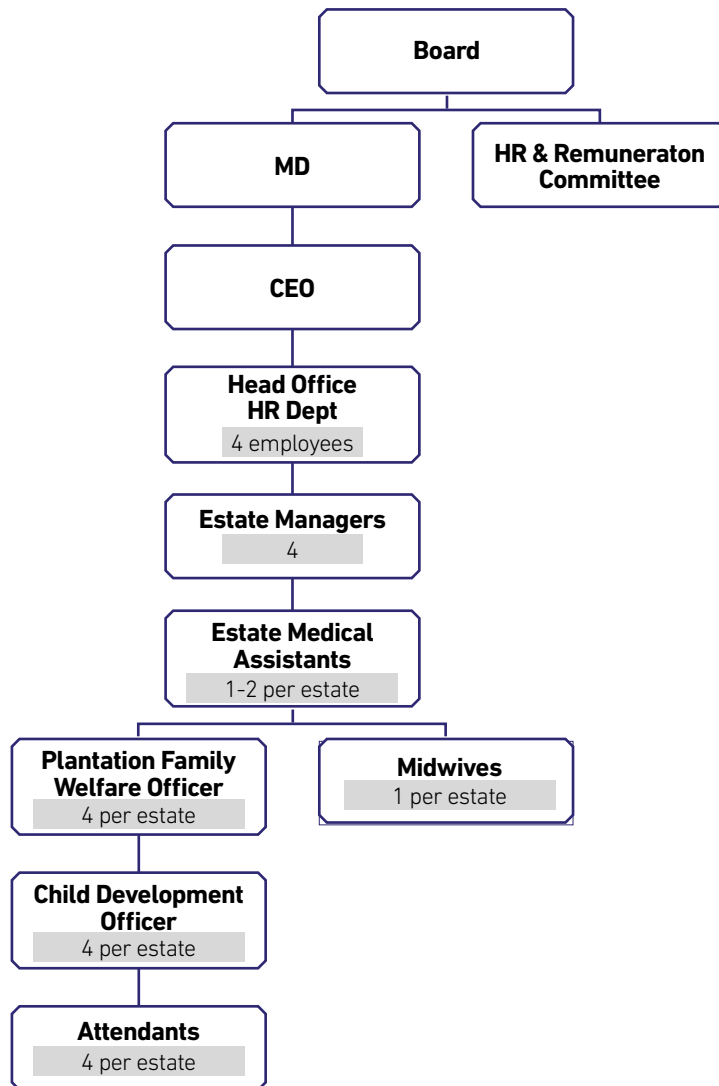 Board
MD
HR & Remuneraton
Committee
CEO
Head Office
HR Dept
4 employees
Estate Managers
4
Estate Medical
Assistants
1-2 per estate
Plantation Family
Welfare Officer
4 per estate
Midwives
1 per estate
Child Development
Officer
4 per estate
Attendants
4 per estate